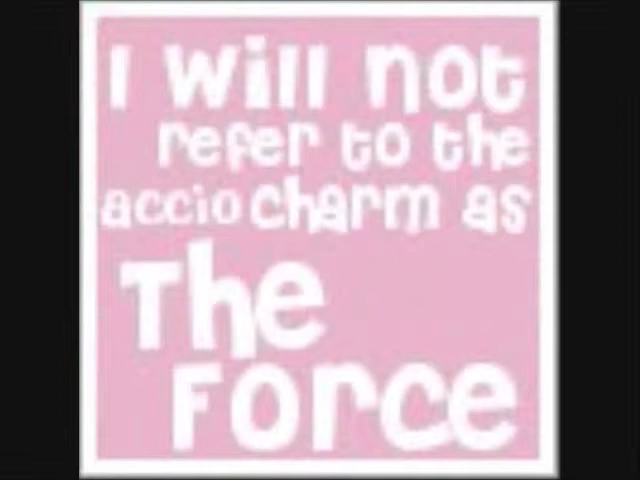 I will not
refer to the
accio charm as
The
Force